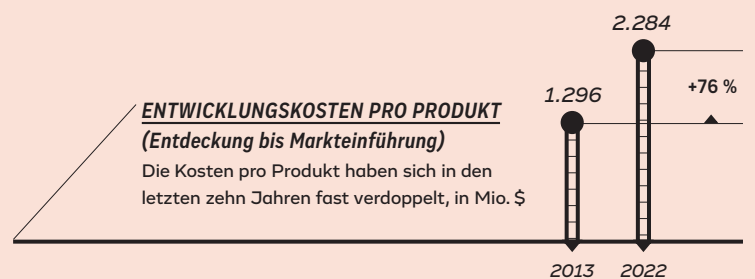 2.284
+76 %
1.296
ENTWICKLUNGSKOSTEN PRO PRODUKT
(Entdeckung bis Markteinführung)
Die Kosten pro Produkt haben sich in den
letzten zehn Jahren fast verdoppelt, in Mio. $
2013 2022